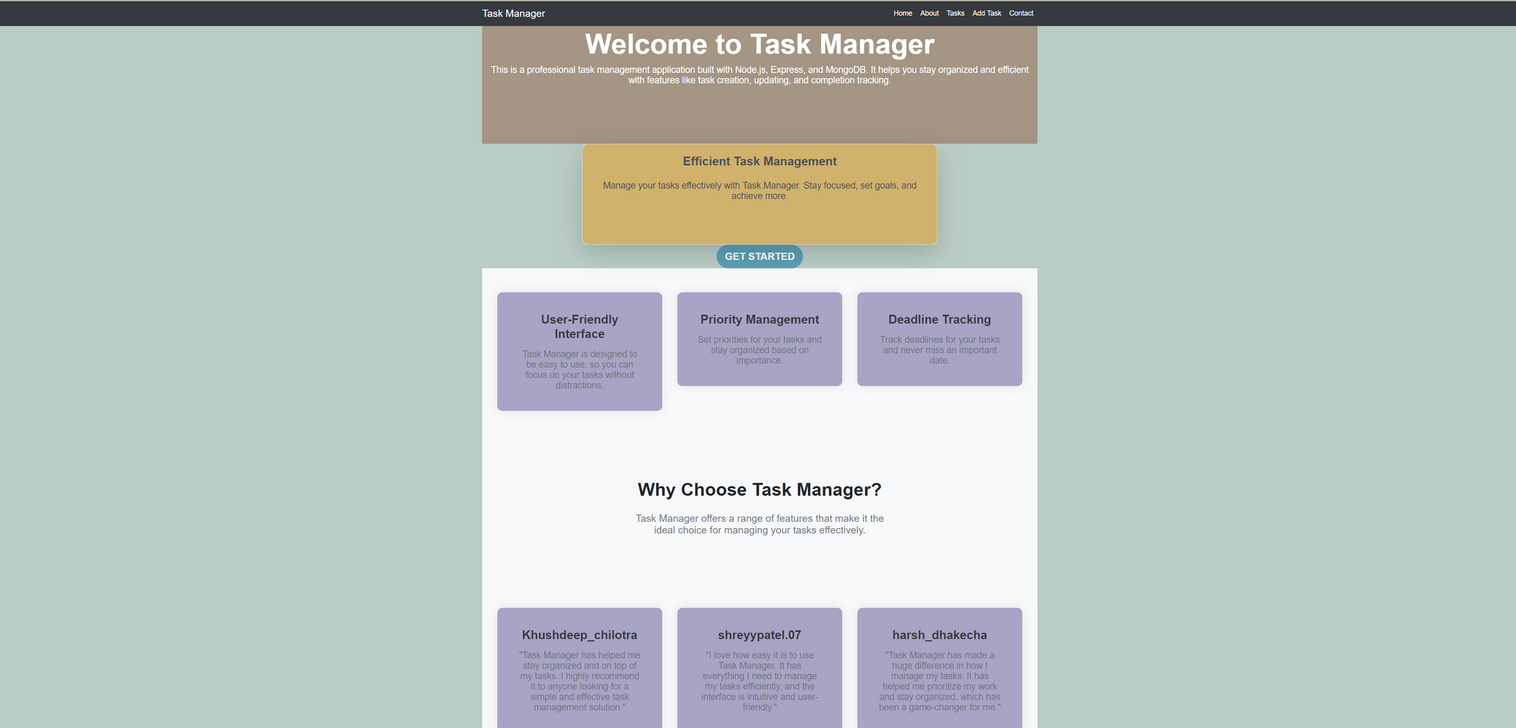 Task Manager
Home About Tasks Add Task Contact
Welcome to Task Manager
This is a professional task management application built with Node.js, Express, and MongoDB. It helps you stay organized and efficient
with features like task creation, updating, and completion tracking.
Efficient Task Management
Manage your tasks effectively with Task Manager. Stay focused, set goals, and
achieve more.
GET STARTED
User-Friendly
Interface
Task Manager is designed to
be easy to use, so you can
focus on your tasks without
distractions.
Priority Management
Set priorities for your tasks and
stay organized based on
importance.
Deadline Tracking
Track deadlines for your tasks
and never miss an important
date.
Why Choose Task Manager?
Task Manager offers a range of features that make it the
ideal choice for managing your tasks effectively.
Khushdeep_chilotra
"Task Manager has helped me
stay organized and on top of
my tasks. I highly recommend
it to anyone looking for a
simple and effective task
management solution."
shreyypatel.07
"I love how easy it is to use
Task Manager. It has
everything I need to manage
my tasks efficiently, and the
interface is intuitive and user-
friendly."
harsh_dhakecha
"Task Manager has made a
huge difference in how I
manage my tasks. It has
helped me prioritize my work
and stay organized, which has
been a game-changer for me."